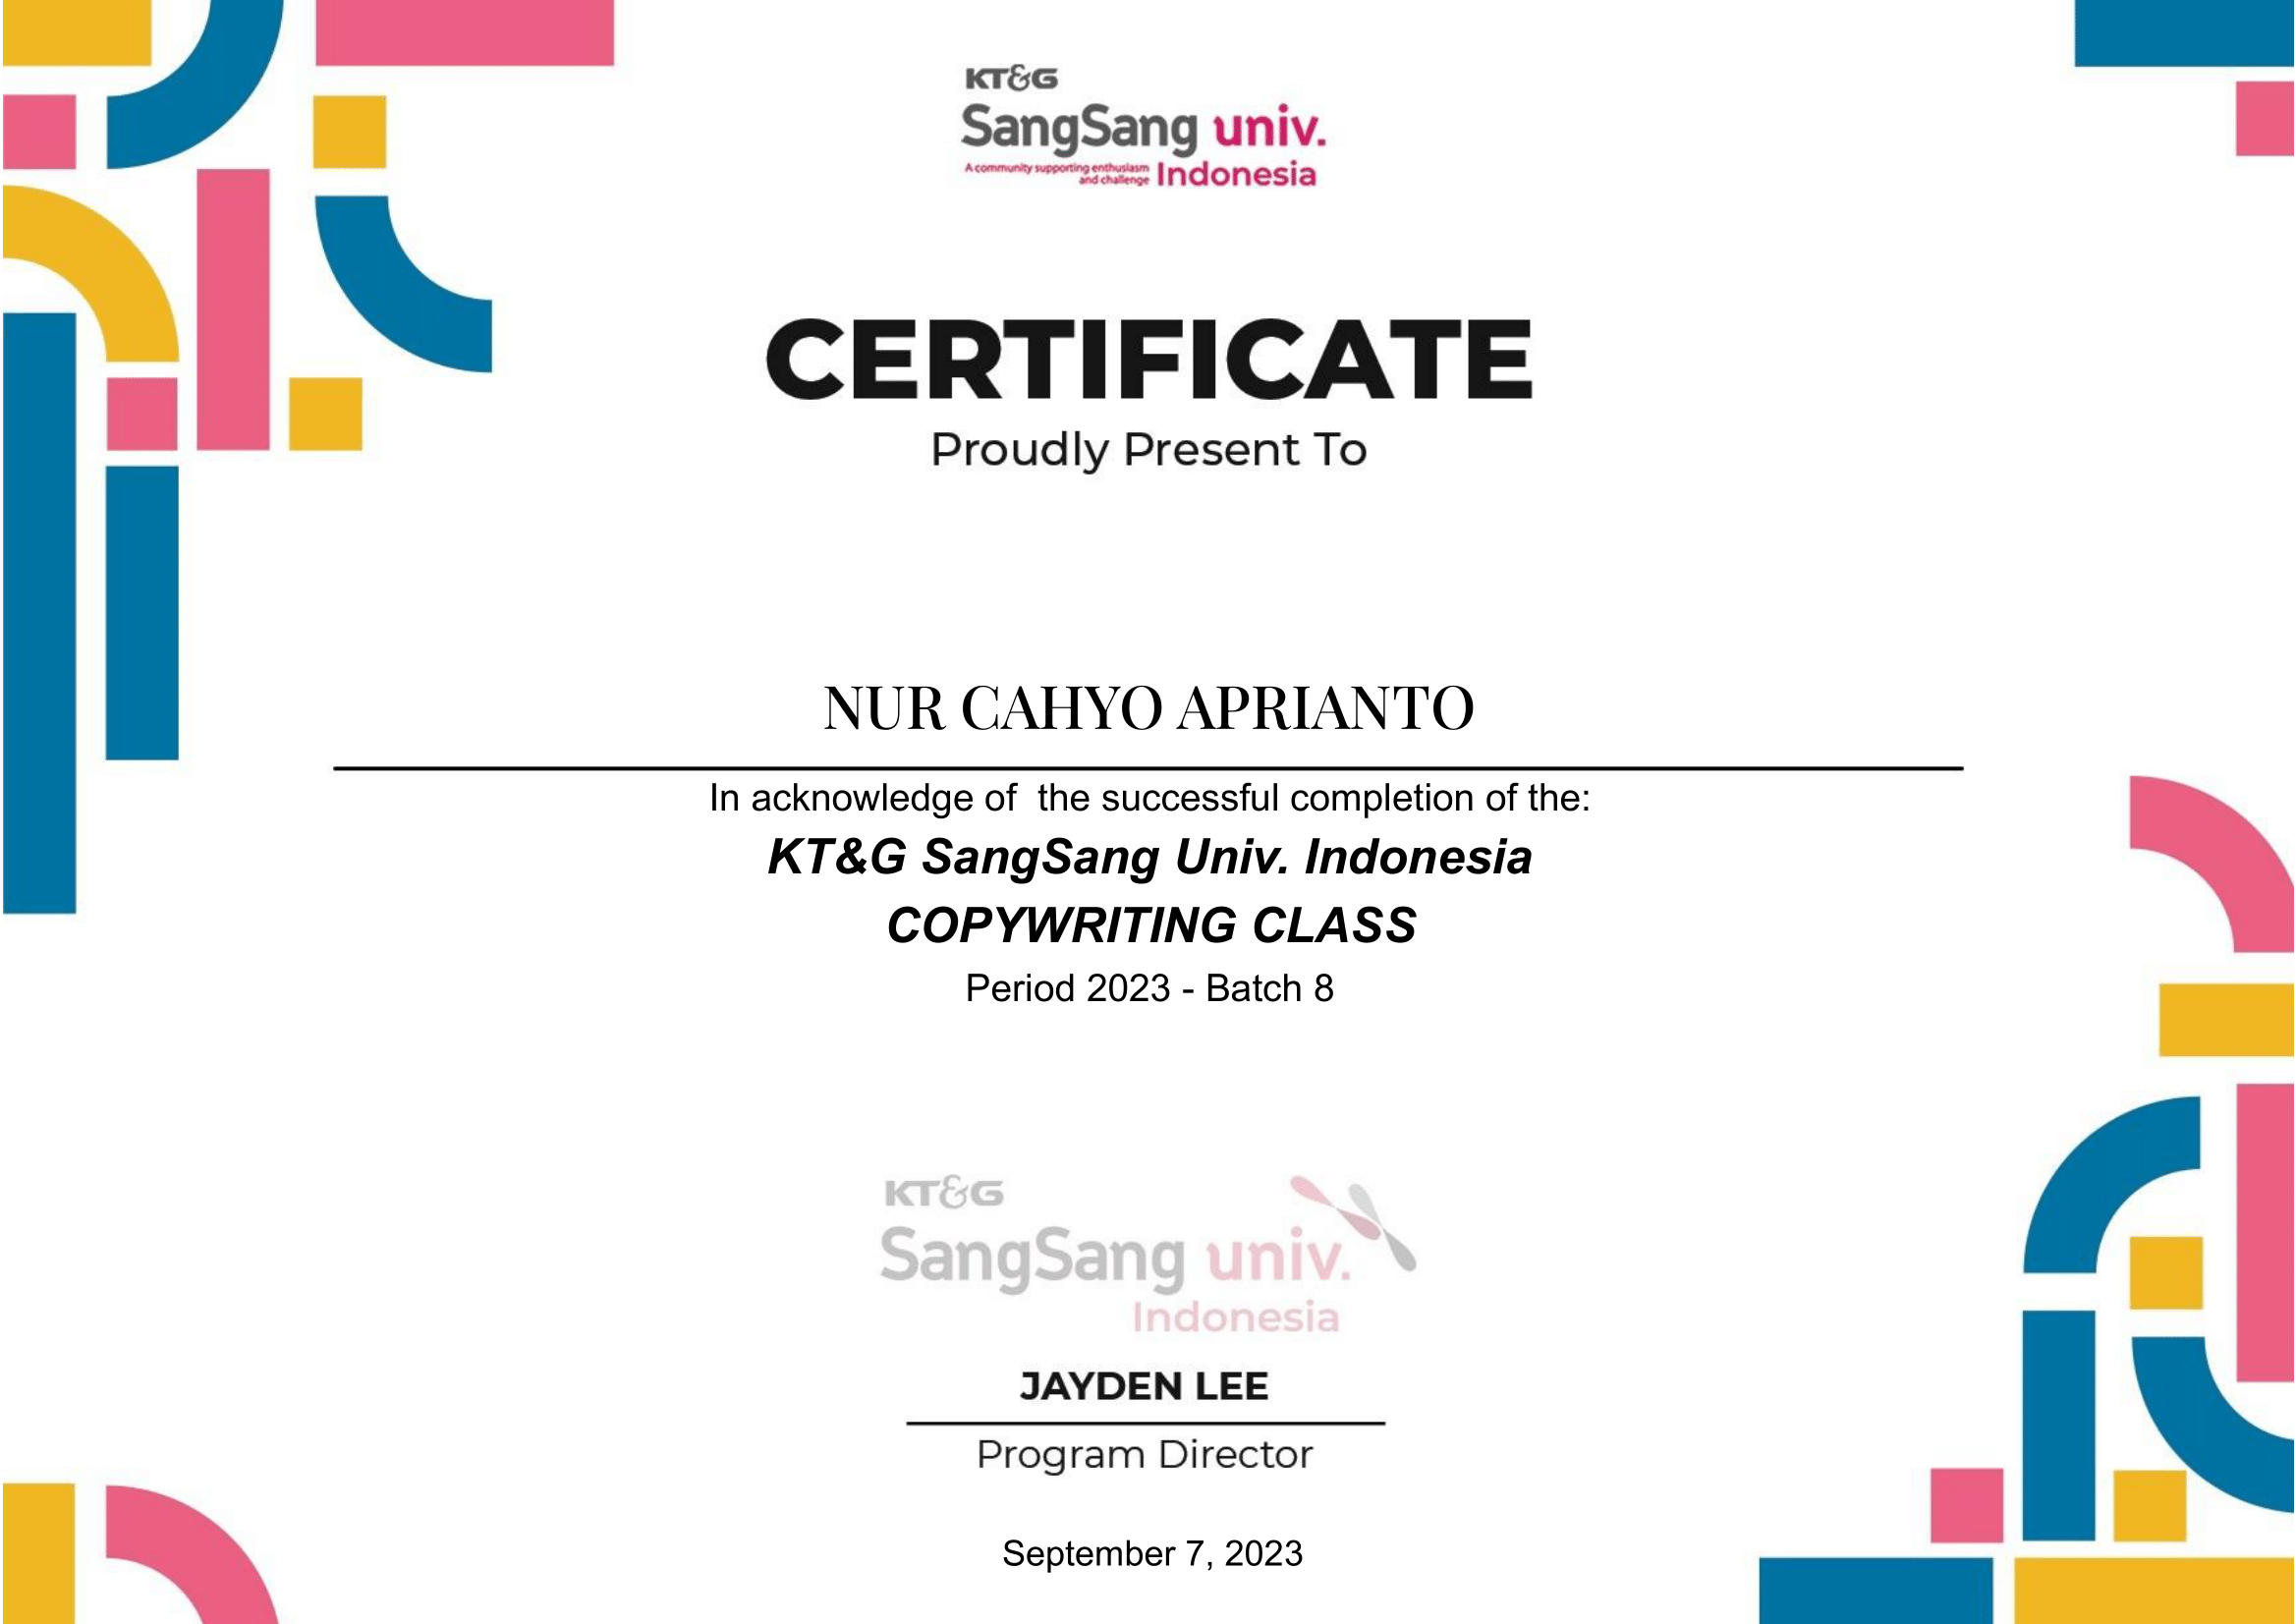 KT&G
SangSang univ.
A community supporting enthusiasm
and challenge Indonesia
CERTIFICATE
Proudly Present To
NUR CAHYO APRIANTO
In acknowledge of  the successful completion of the:
KT&G SangSang Univ. Indonesia
COPYWRITING CLASS
Period 2023 - Batch 8
KT&G
SangSang univ.
Indonesia
JAYDEN LEE
Program Director
September 7, 2023